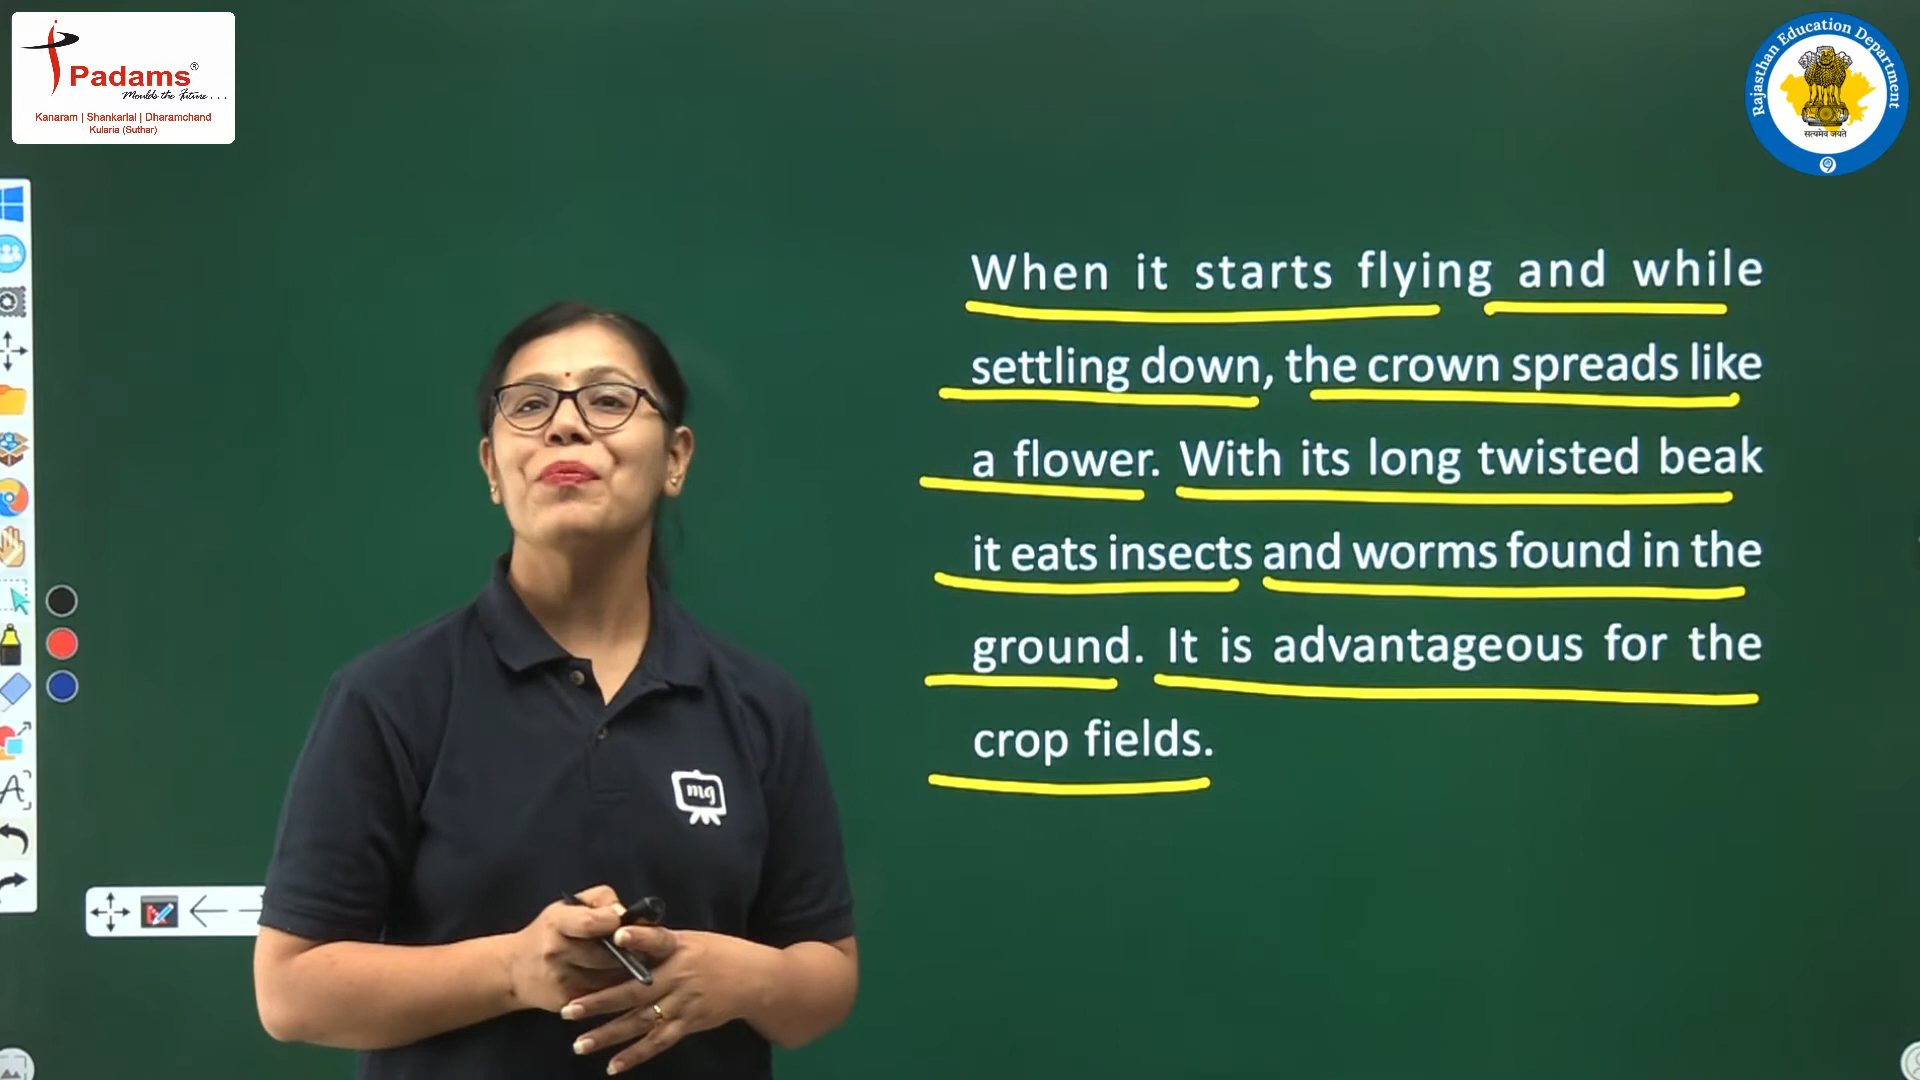 Padams®
Moulds the Future . . .
Kanaram | Shankarlal | Dharamchand
Kularia (Suthar)
Rajasthan Education Department
सत्यमेव जयते
When it starts flying and while
settling down, the crown spreads like
a flower. With its long twisted beak
it eats insects and worms found in the
ground. It is advantageous for the
crop fields.
mg
A